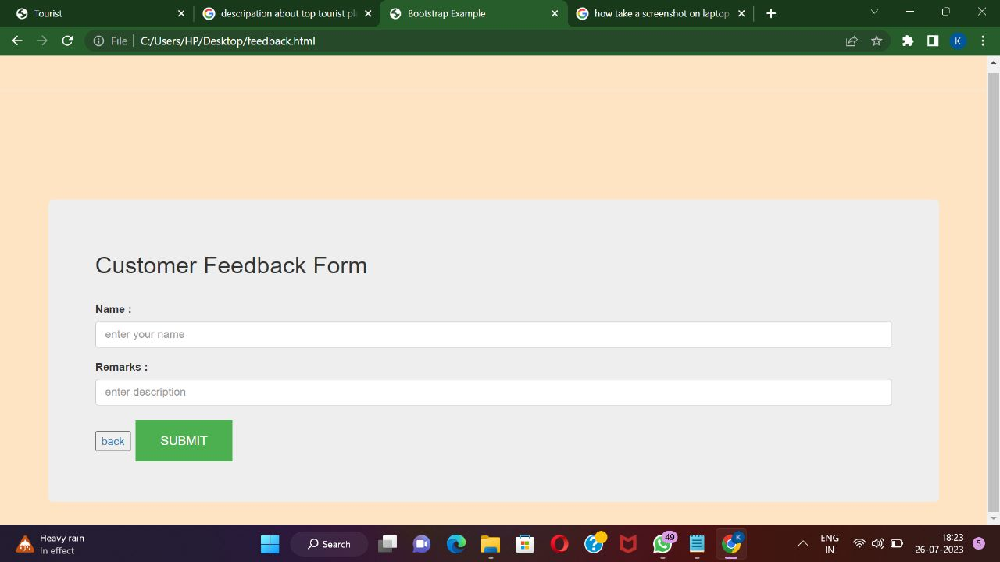 Tourist
descripation about top tourist pl
Bootstrap Example
how take a screenshot on laptop
File
C:/Users/HP/Desktop/feedback.html
K
Customer Feedback Form
Name :
enter your name
Remarks :
enter description
back
SUBMIT
Heavy rain
In effect
Search
49
K
ENG
IN
18:23
26-07-2023
5